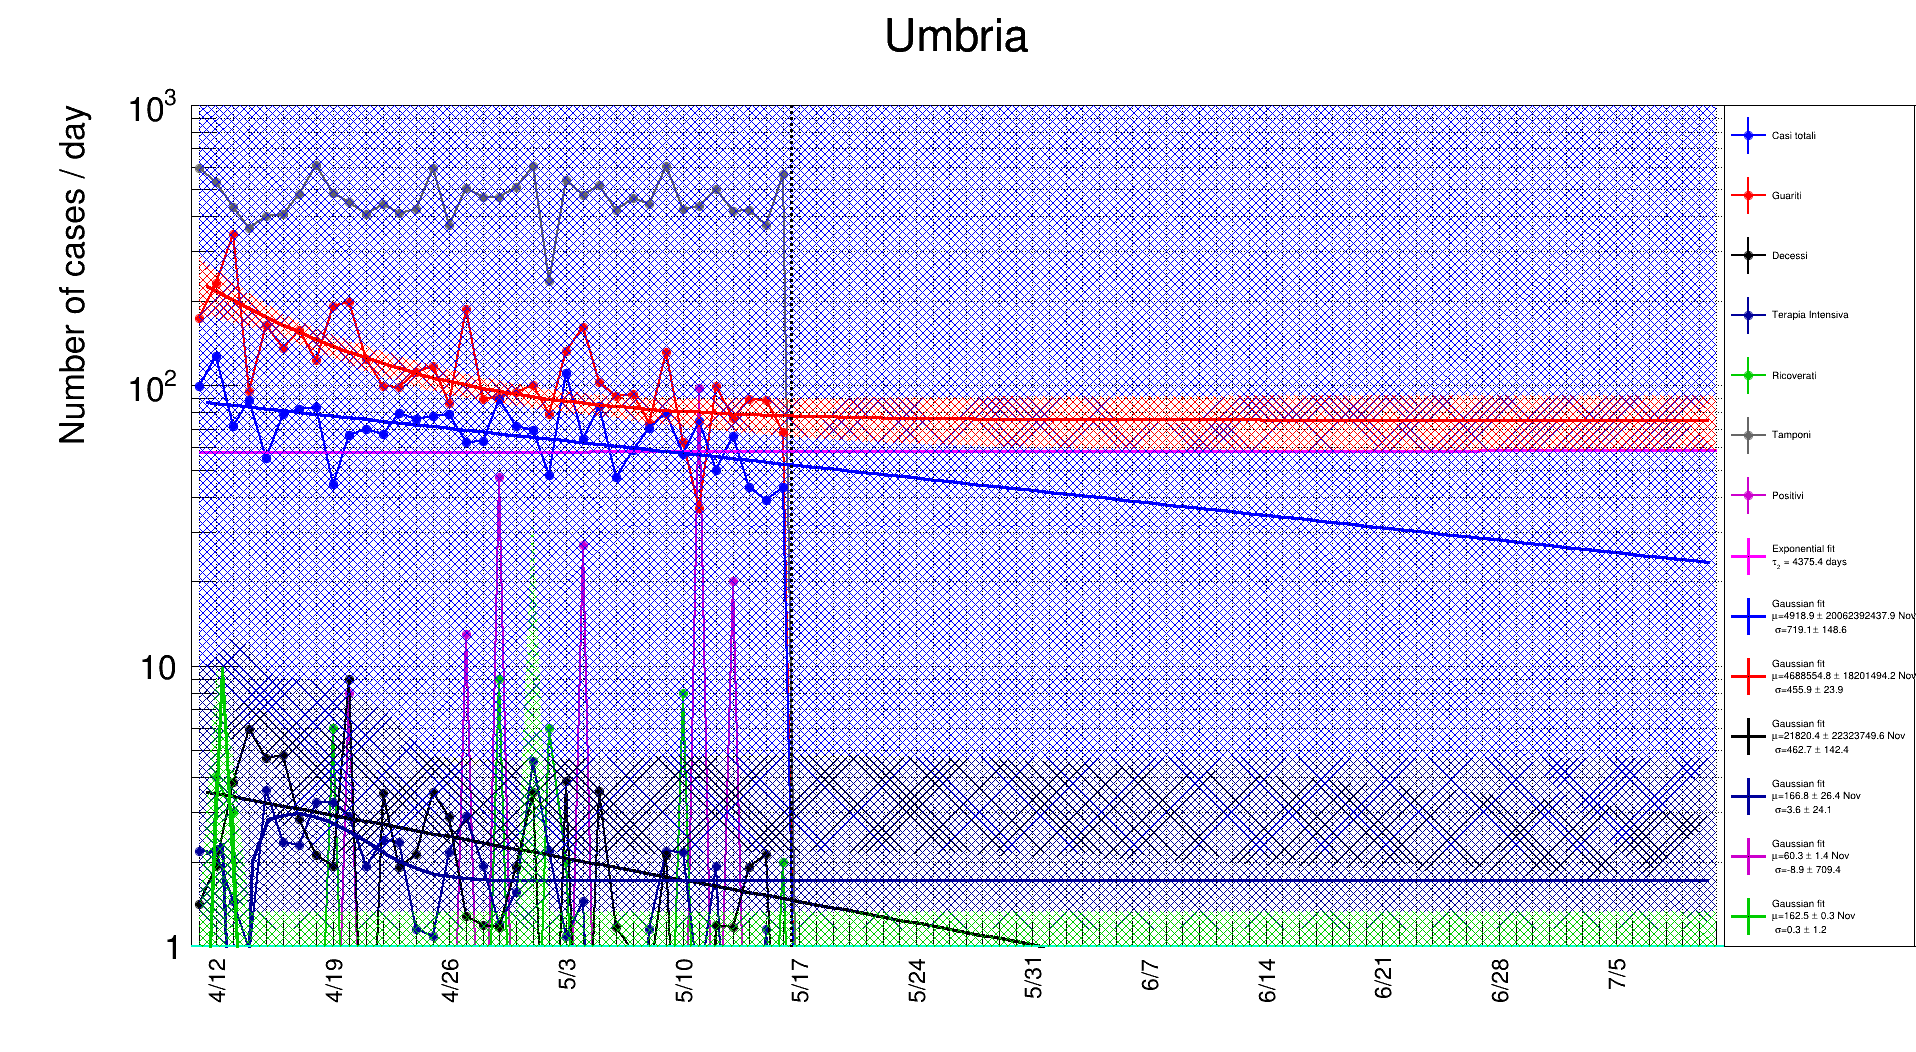 Umbria
Number of cases / day
10³
10²
10
1
4/12
4/19
4/26
5/3
5/10
5/17
5/24
5/31
6/7
6/14
6/21
6/28
7/5
Casi totali
Guariti
Decessi
Terapia Intensiva
Ricoverati
Tamponi
Positivi
Exponential fit
τ₂ = 4375.4 days
Gaussian fit
μ=4918.9 ± 20062392437.9 Nov
σ=719.1 ± 148.6
Gaussian fit
μ=4688554.8 ± 18201494.2 Nov
σ=455.9 ± 23.9
Gaussian fit
μ=21820.4 ± 22323749.6 Nov
σ=462.7 ± 142.4
Gaussian fit
μ=166.8 ± 26.4 Nov
σ=3.6 ± 24.1
Gaussian fit
μ=60.3 ± 1.4 Nov
σ=-8.9 ± 709.4
Gaussian fit
μ=162.5 ± 0.3 Nov
σ=0.3 ± 1.2